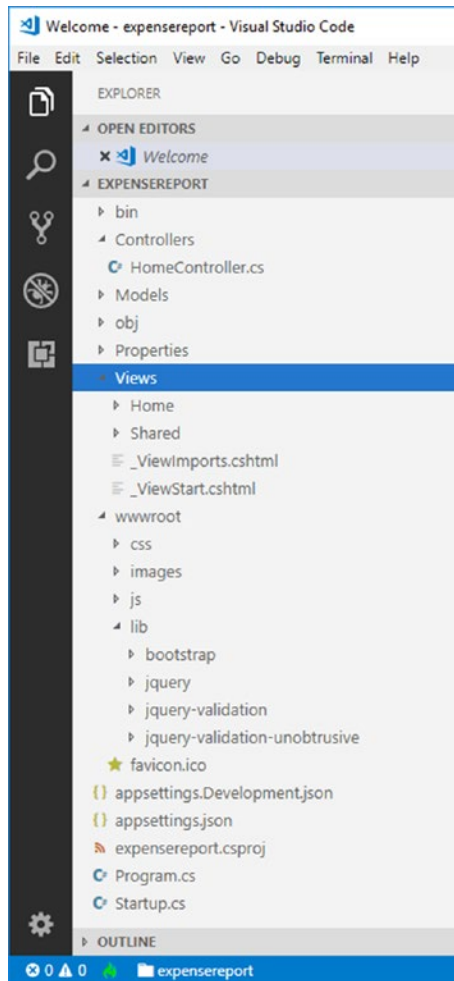 Welcome - expensereport - Visual Studio Code
File Edit Selection View Go Debug Terminal Help
EXPLORER
OPEN EDITORS
Welcome
EXPENSEREPORT
bin
Controllers
C# HomeController.cs
Models
obj
Properties
Views
Home
Shared
_ViewImports.cshtml
_ViewStart.cshtml
wwwroot
css
images
js
lib
bootstrap
jquery
jquery-validation
jquery-validation-unobtrusive
favicon.ico
{} appsettings.Development.json
{} appsettings.json
expensereport.csproj
C# Program.cs
C# Startup.cs
OUTLINE
0 0 expensereport